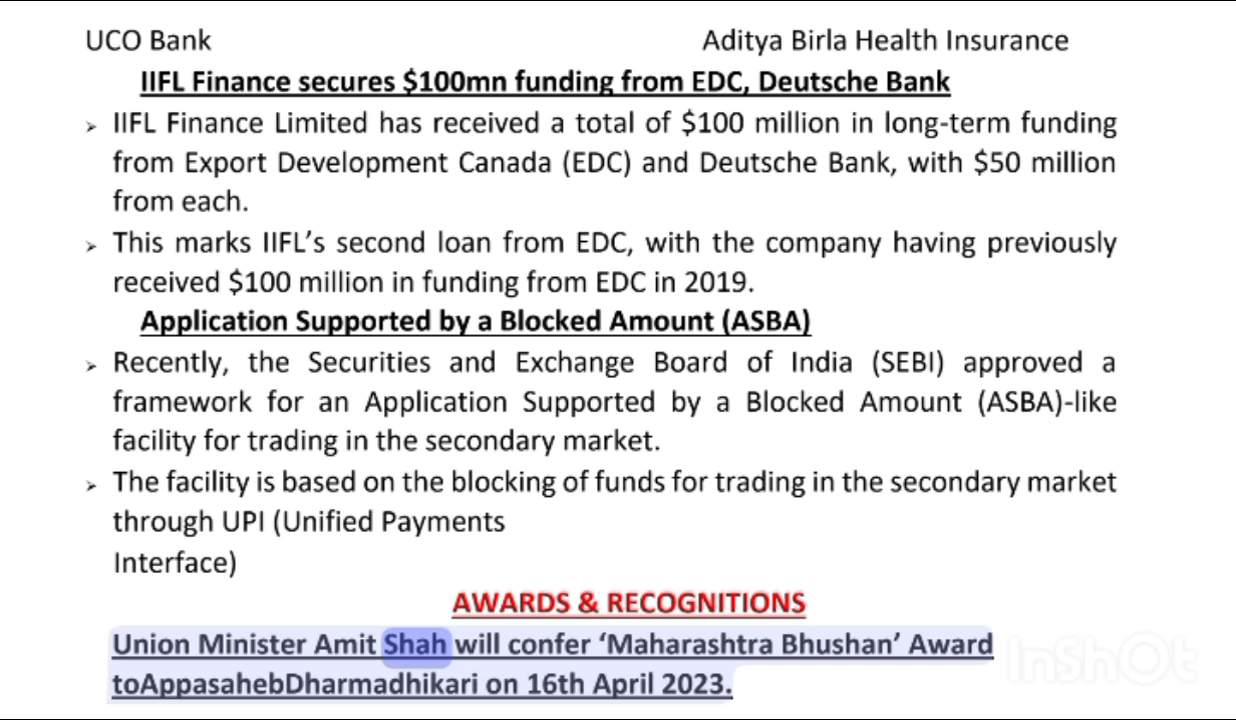 UCO Bank Aditya Birla Health Insurance
IIFL Finance secures $100mn funding from EDC, Deutsche Bank
➢ IIFL Finance Limited has received a total of $100 million in long-term funding
from Export Development Canada (EDC) and Deutsche Bank, with $50 million
from each.
➢ This marks IIFL’s second loan from EDC, with the company having previously
received $100 million in funding from EDC in 2019.
Application Supported by a Blocked Amount (ASBA)
➢ Recently, the Securities and Exchange Board of India (SEBI) approved a
framework for an Application Supported by a Blocked Amount (ASBA)-like
facility for trading in the secondary market.
➢ The facility is based on the blocking of funds for trading in the secondary market
through UPI (Unified Payments
Interface)
AWARDS & RECOGNITIONS
Union Minister Amit Shah will confer ‘Maharashtra Bhushan’ Award
toAppasahebDharmadhikari on 16th April 2023.
InShOt